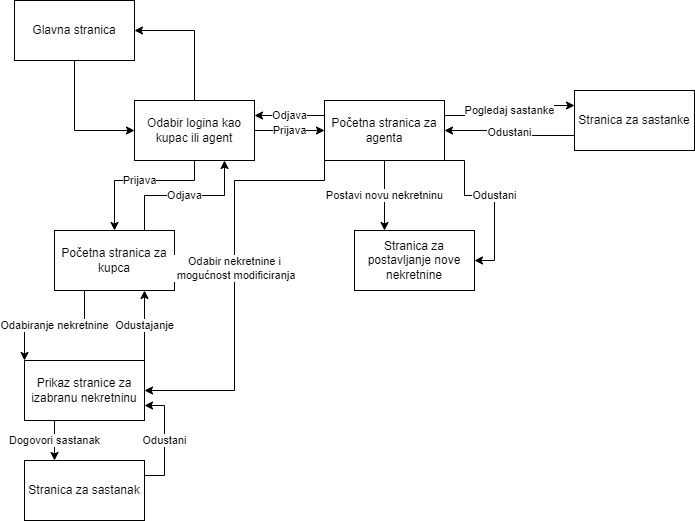 Glavna stranica
Odabir logina kao
kupac ili agent
Odjava
Prijava
Početna stranica za
agenta
Pogledaj sastanke
Odustani
Stranica za sastanke
Prijava
Odjava
Postavi novu nekretninu
Odustani
Početna stranica za
kupca
Odabir nekretnine i
mogućnost modificiranja
Stranica za
postavljanje nove
nekretnine
Odabiranje nekretnine
Odustajanje
Prikaz stranice za
izabranu nekretninu
Dogovori sastanak
Odustani
Stranica za sastanak